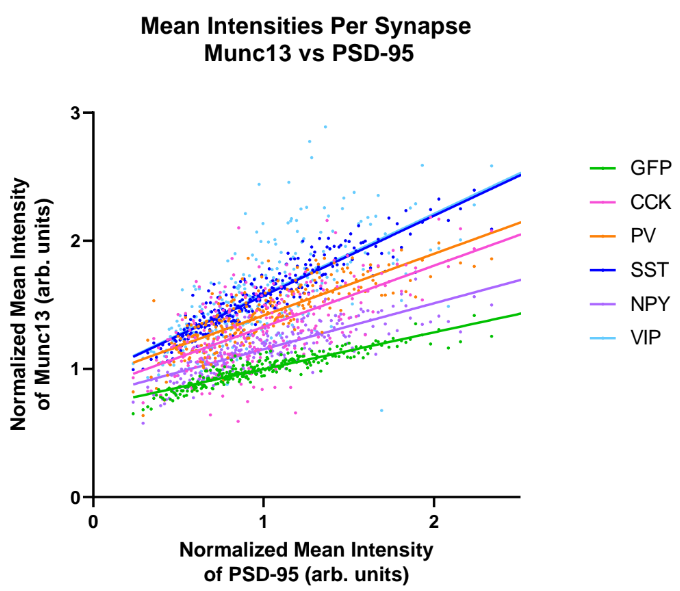 Mean Intensities Per Synapse
Munc13 vs PSD-95
Normalized Mean Intensity
of Munc13 (arb. units)
3
2
1
0
0
1
2
Normalized Mean Intensity
of PSD-95 (arb. units)
GFP
CCK
PV
SST
NPY
VIP